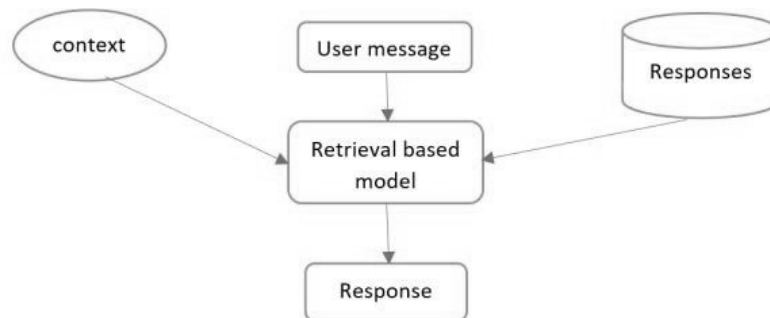 context
User message
Responses
Retrieval based
model
Response